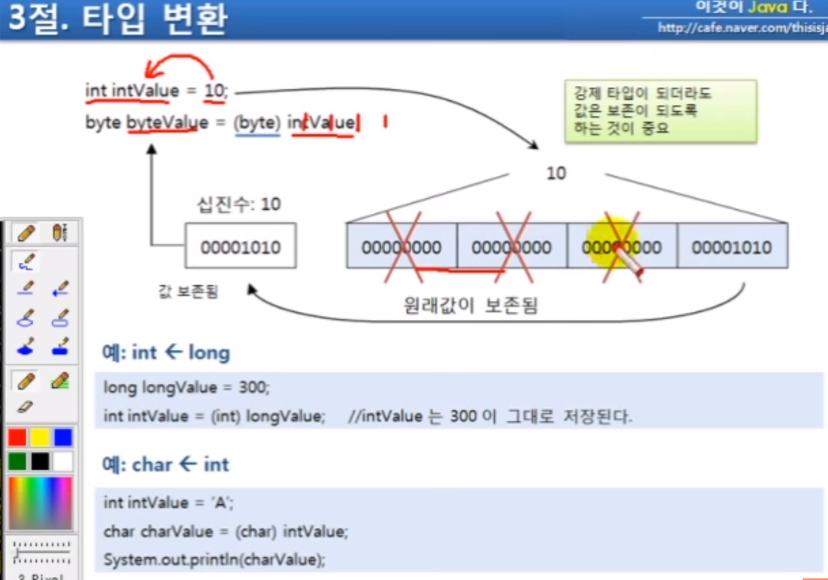 이것이 Java 다.
3절. 타입 변환
http://cafe.naver.com/thisisja
int intValue = 10;
byte byteValue = (byte) intValue
강제 타입이 되더라도
값은 보존이 되도록
하는 것이 중요
10
십진수: 10
00001010
00000000 00000000 00000000 00001010
값 보존됨
원래값이 보존됨
예: int ← long
long longValue = 300;
int intValue = (int) longValue; //intValue 는 300 이 그대로 저장된다.
예: char ← int
int intValue = 'A';
char charValue = (char) intValue;
System.out.println(charValue);
3 Pixel